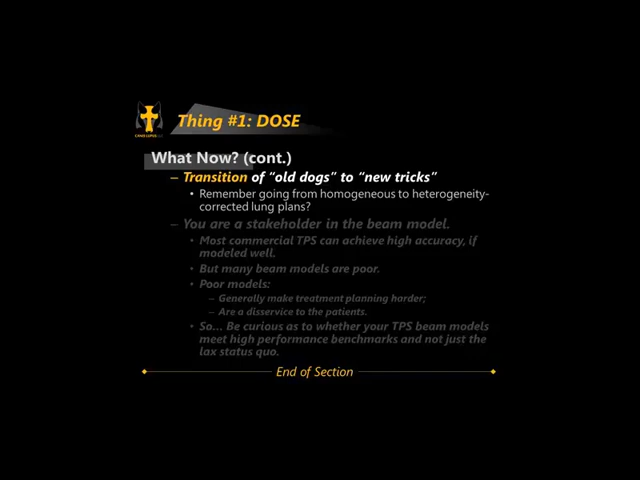 CANIS LUPUS LLC
Thing #1: DOSE
What Now? (cont.)
– Transition of “old dogs” to “new tricks”
• Remember going from homogeneous to heterogeneity-
corrected lung plans?
– You are a stakeholder in the beam model.
• Most commercial TPS can achieve high accuracy, if
modeled well.
• But many beam models are poor.
• Poor models:
– Generally make treatment planning harder;
– Are a disservice to the patients.
• So... Be curious as to whether your TPS beam models
meet high performance benchmarks and not just the
lax status quo.
End of Section